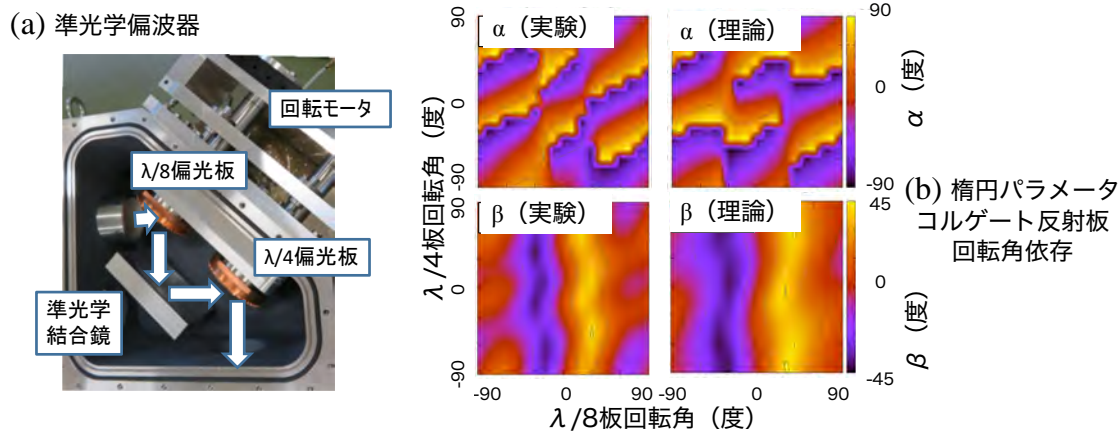 (a) 準光学偏波器
回転モータ
λ/8偏光板
λ/4偏光板
準光学
結合鏡
90
0
-90
90
0
-90
λ/4板回転角（度）
α（実験）
α（理論）
β（実験）
β（理論）
-90
0
90
-90
0
90
λ/8板回転角（度）
90
0
-90
α（度）
45
0
-45
β（度）
(b) 楕円パラメータ
コルゲート反射板
回転角依存